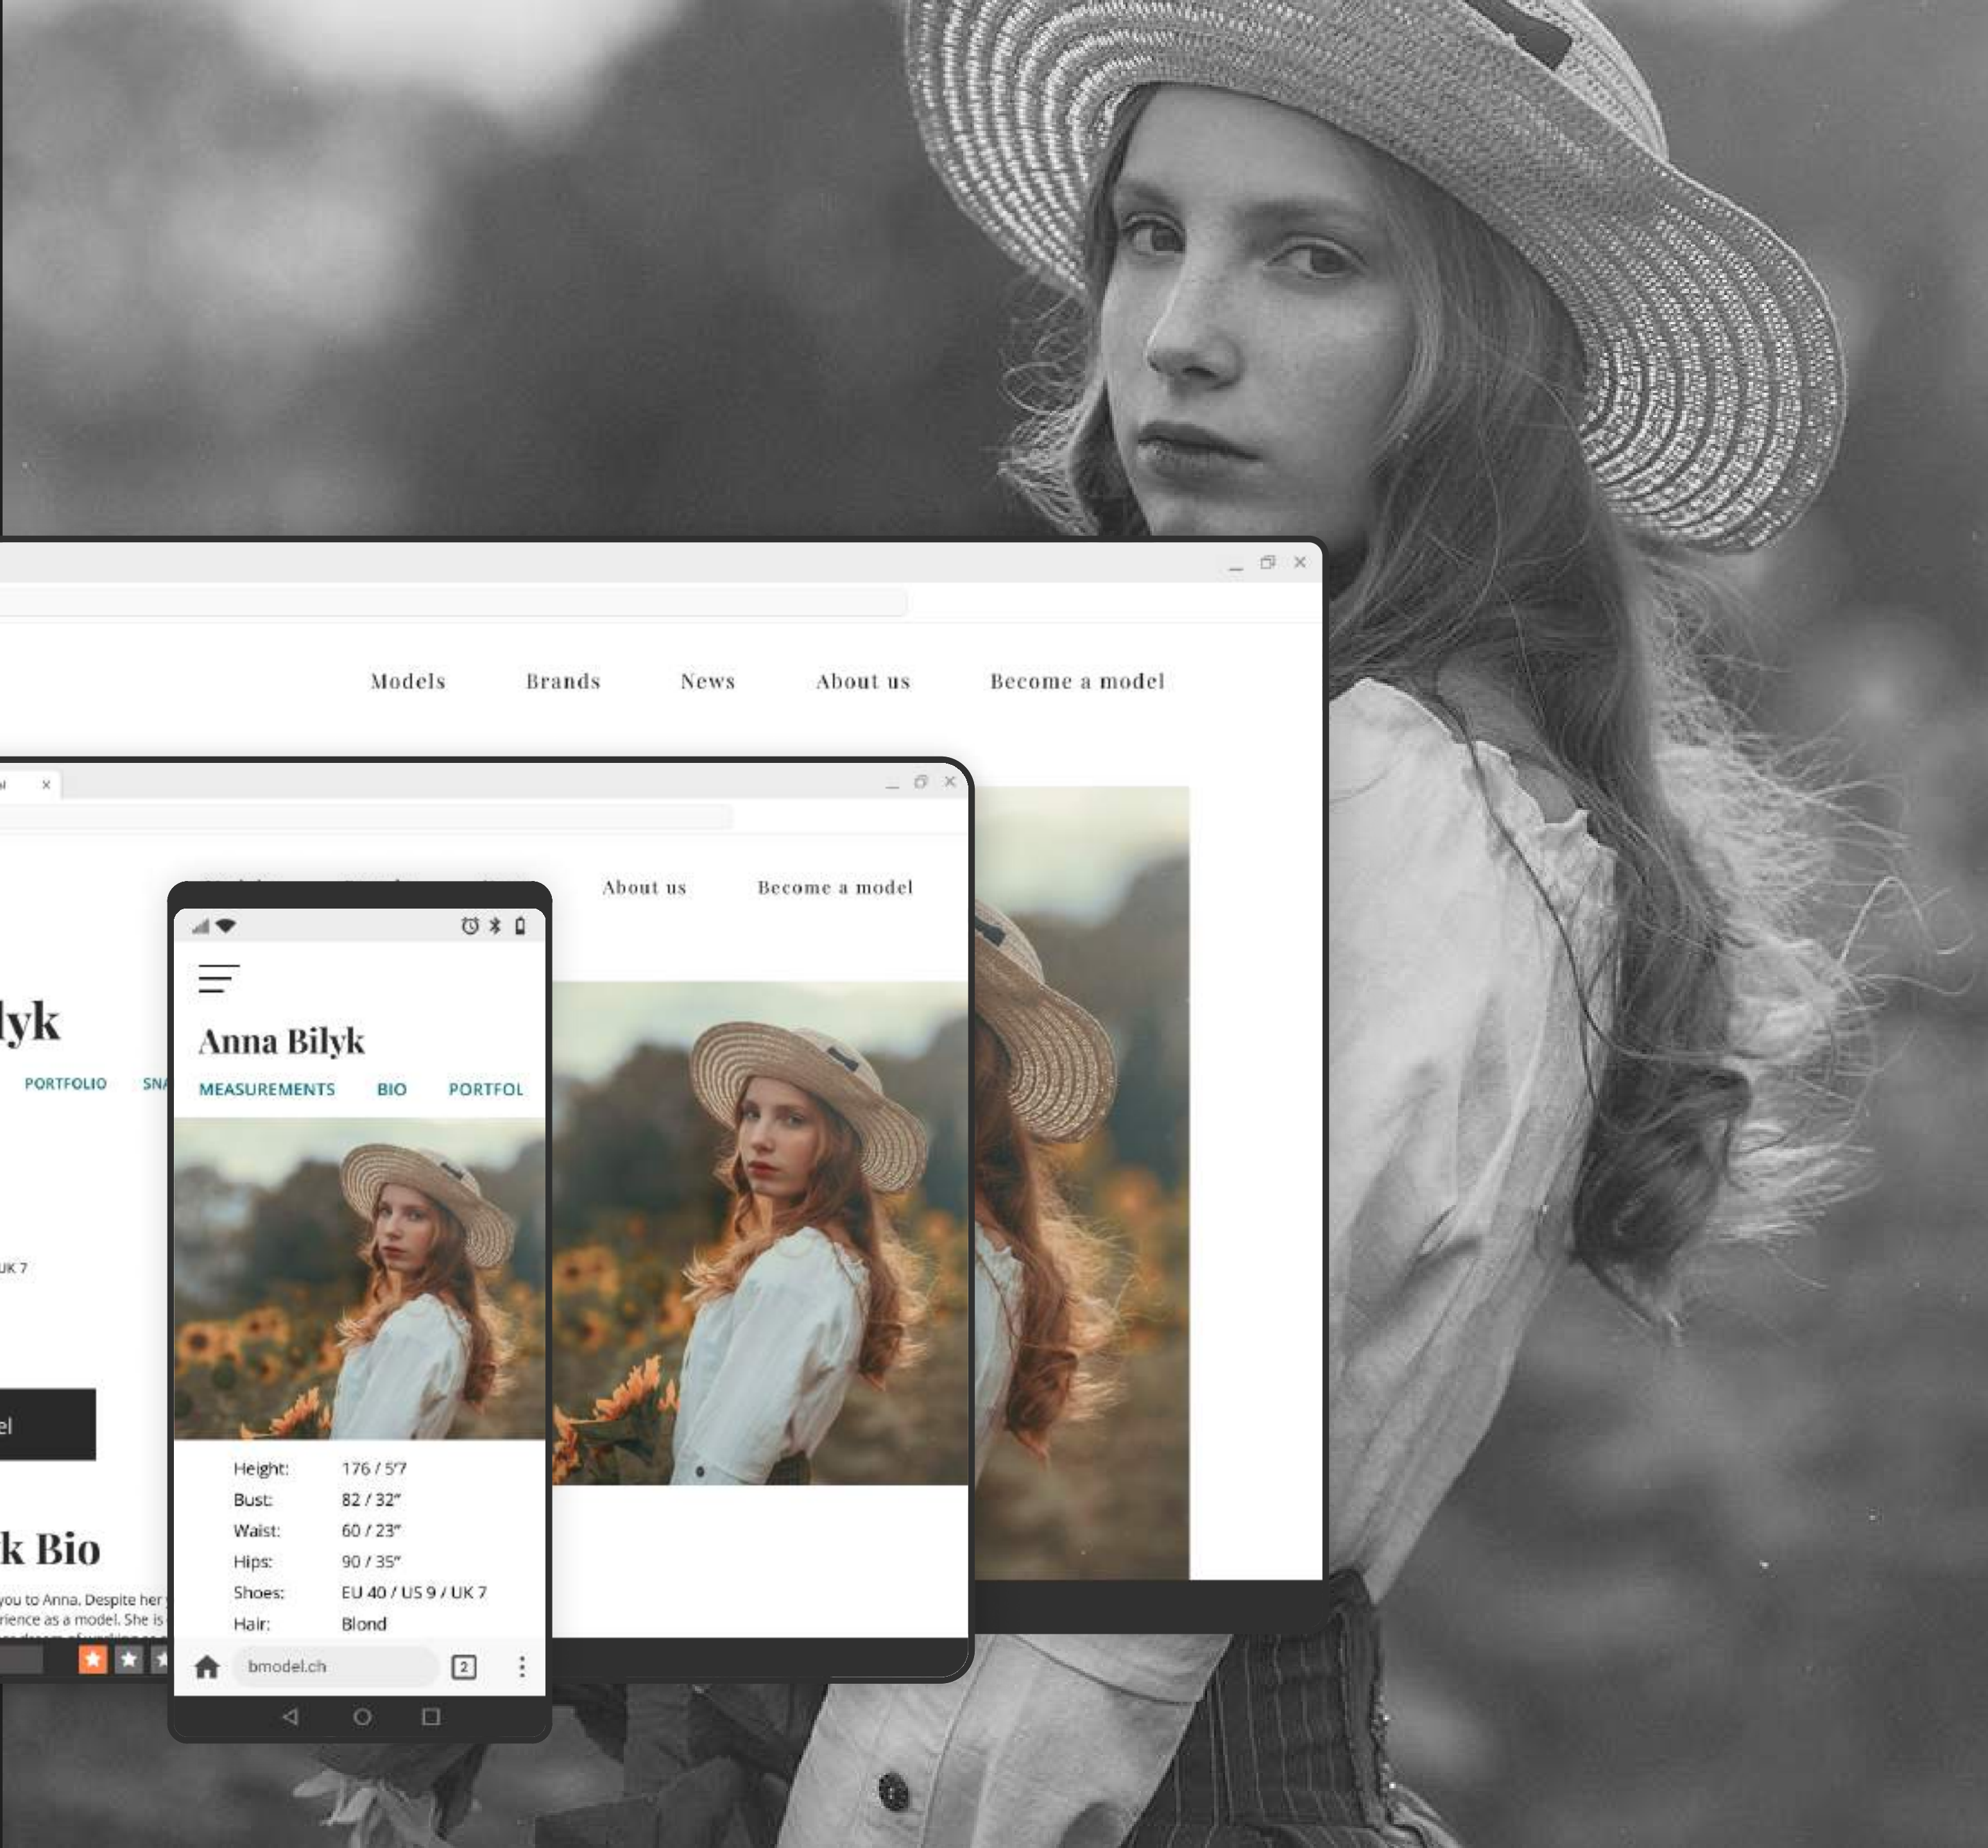 Models Brands News About us Become a model
About us Become a model
lyk
PORTFOLIO SNA
UK 7
el
k Bio
you to Anna. Despite her
rience as a model. She is
Anna Bilyk
MEASUREMENTS BIO PORTFOL
Height: 176 / 5'7
Bust: 82 / 32"
Waist: 60 / 23"
Hips: 90 / 35"
Shoes: EU 40 / US 9 / UK 7
Hair: Blond
bmodel.ch
2